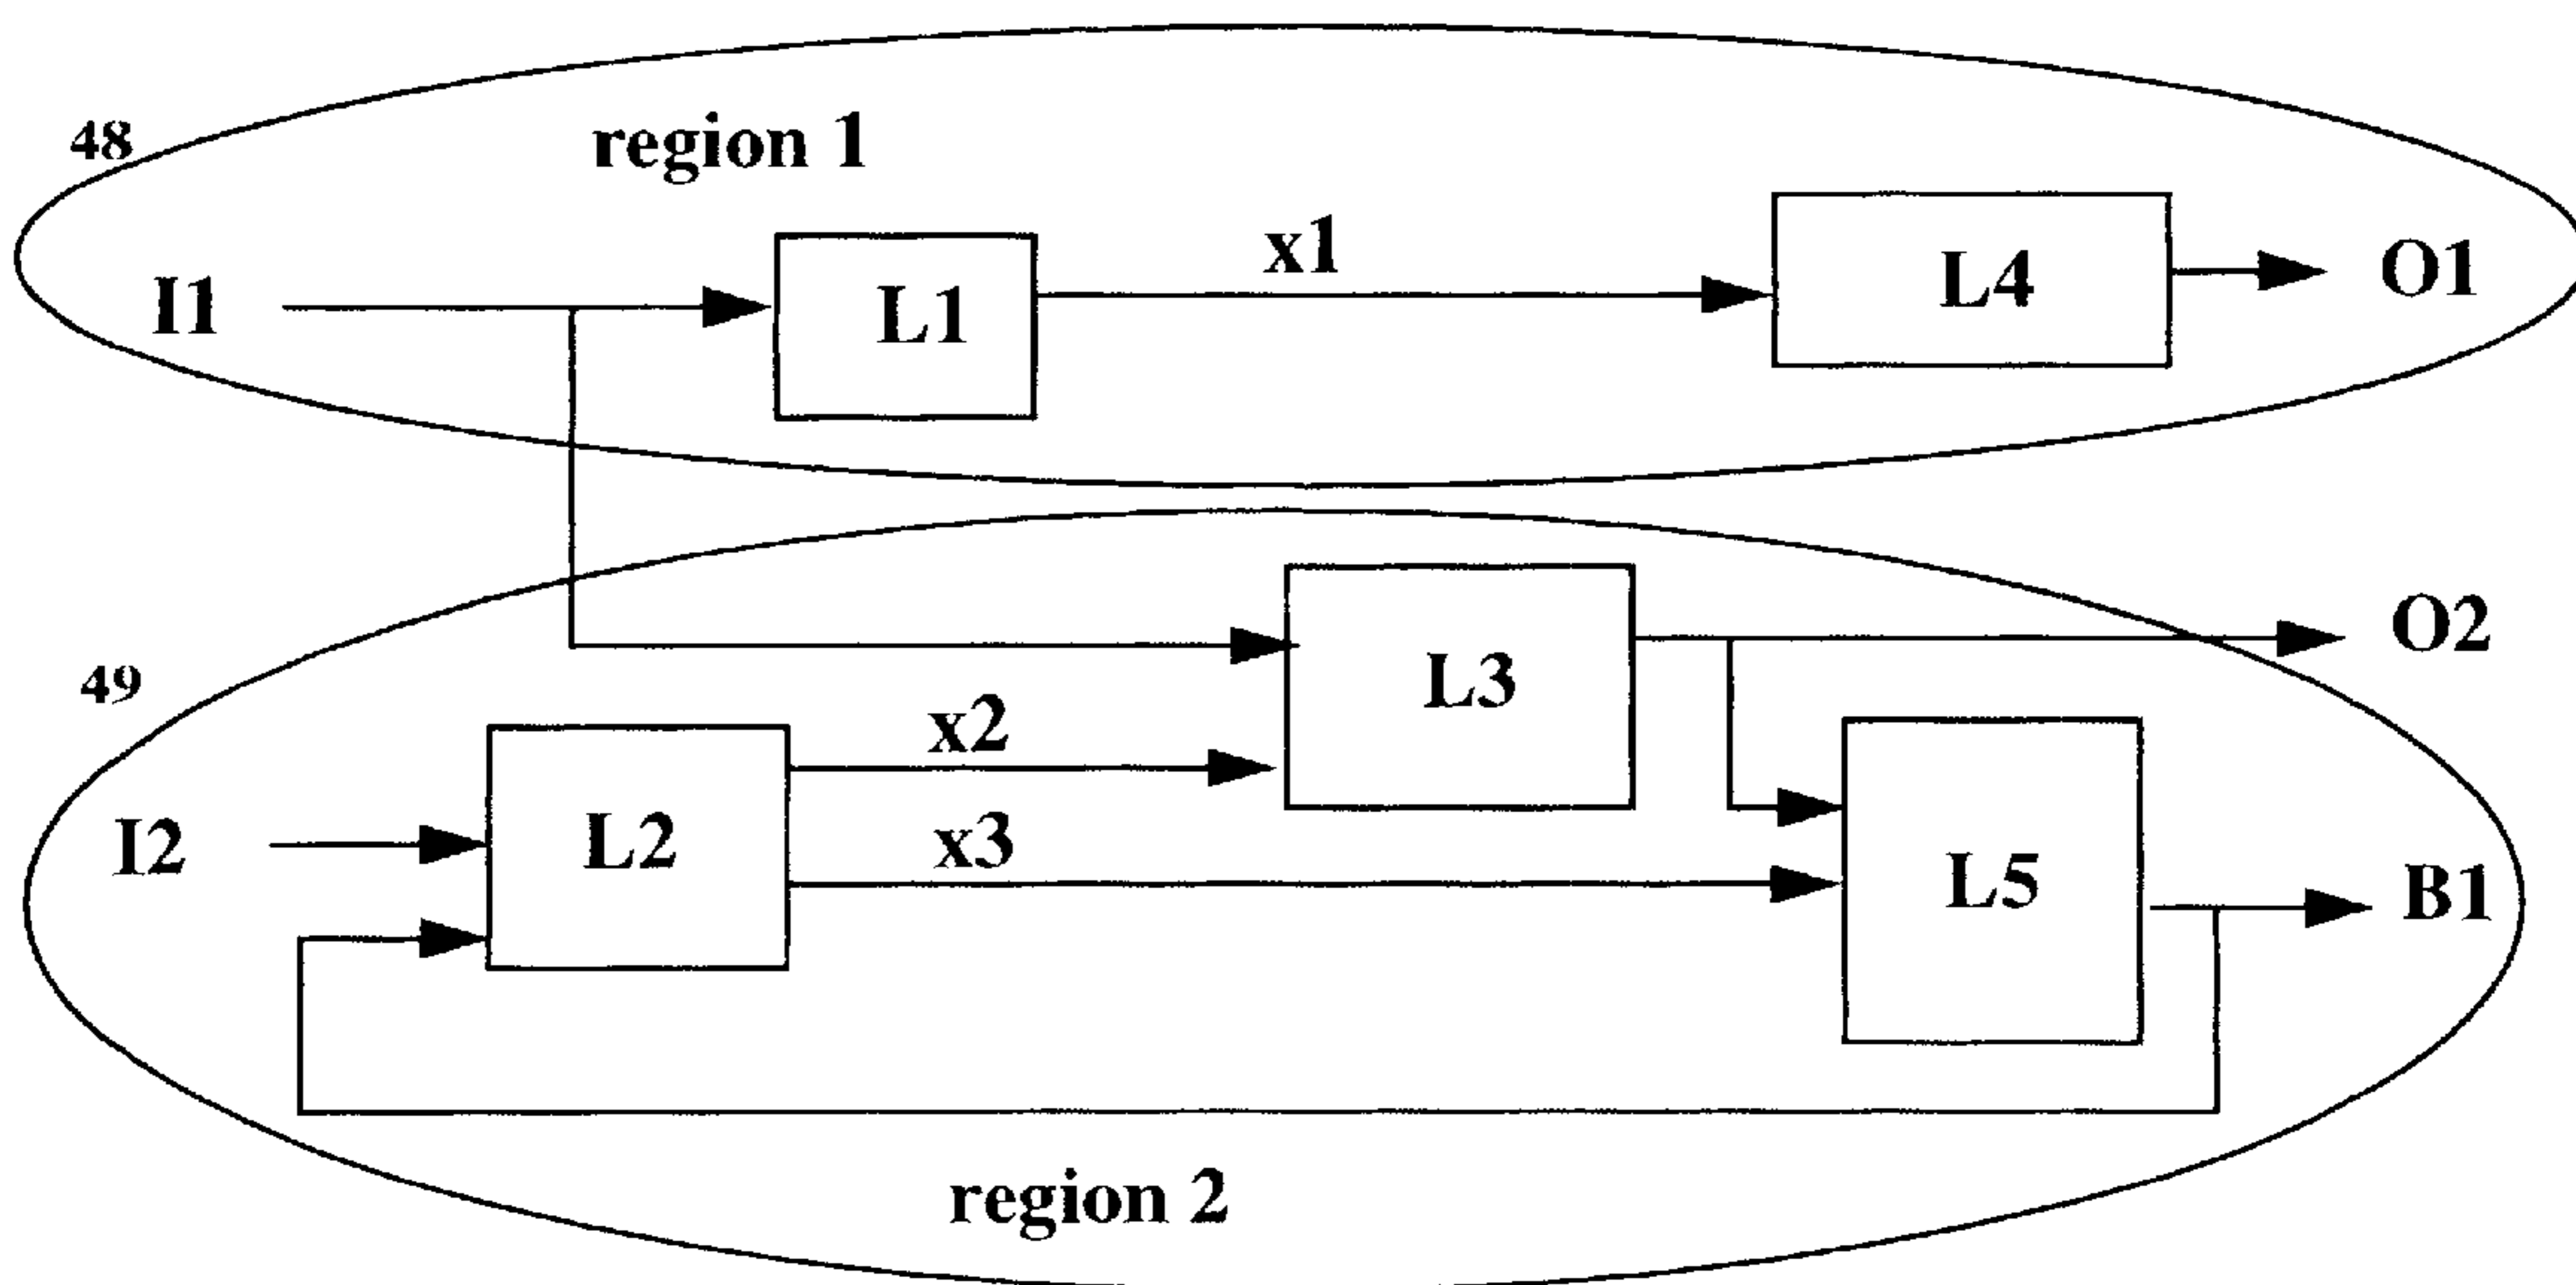 48
region 1
I1
L1
x1
L4
O1
49
L3
O2
x2
I2
L2
x3
L5
B1
region 2